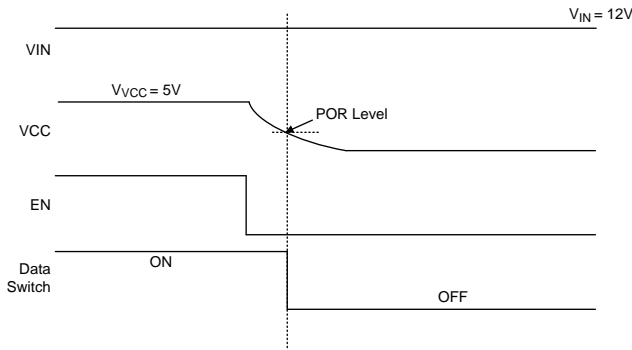 V_IN = 12V
VIN
V_VCC = 5V
POR Level
VCC
EN
ON
Data
Switch
OFF